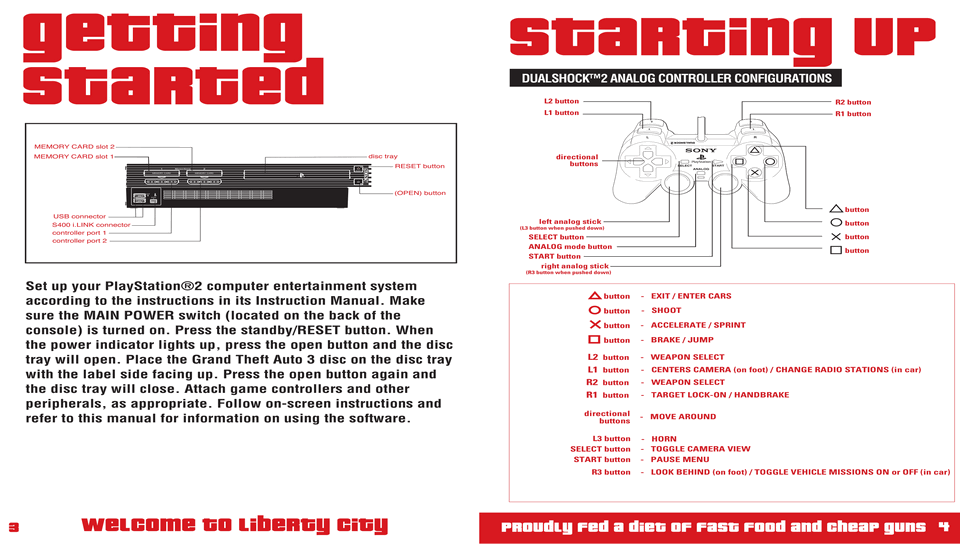 getting
started
MEMORY CARD slot 2
MEMORY CARD slot 1
disc tray
RESET button
(OPEN) button
USB connector
S400 i.LINK connector
controller port 1
controller port 2
Set up your PlayStation®2 computer entertainment system
according to the instructions in its Instruction Manual. Make
sure the MAIN POWER switch (located on the back of the
console) is turned on. Press the standby/RESET button. When
the power indicator lights up, press the open button and the disc
tray will open. Place the Grand Theft Auto 3 disc on the disc tray
with the label side facing up. Press the open button again and
the disc tray will close. Attach game controllers and other
peripherals, as appropriate. Follow on-screen instructions and
refer to this manual for information on using the software.
3
Welcome to Liberty City
starting up
DUALSHOCK™2 ANALOG CONTROLLER CONFIGURATIONS
L2 button
L1 button
R2 button
R1 button
directional
buttons
SONY
PlayStation
SELECT
START
ANALOG
△ button
○ button
✕ button
□ button
left analog stick
(L3 button when pushed down)
SELECT button
ANALOG mode button
START button
right analog stick
(R3 button when pushed down)
△ button - EXIT / ENTER CARS
○ button - SHOOT
✕ button - ACCELERATE / SPRINT
□ button - BRAKE / JUMP
L2 button - WEAPON SELECT
L1 button - CENTERS CAMERA (on foot) / CHANGE RADIO STATIONS (in car)
R2 button - WEAPON SELECT
R1 button - TARGET LOCK-ON / HANDBRAKE
directional
buttons - MOVE AROUND
L3 button - HORN
SELECT button - TOGGLE CAMERA VIEW
START button - PAUSE MENU
R3 button - LOOK BEHIND (on foot) / TOGGLE VEHICLE MISSIONS ON or OFF (in car)
Proudly fed a diet of fast food and cheap guns 4